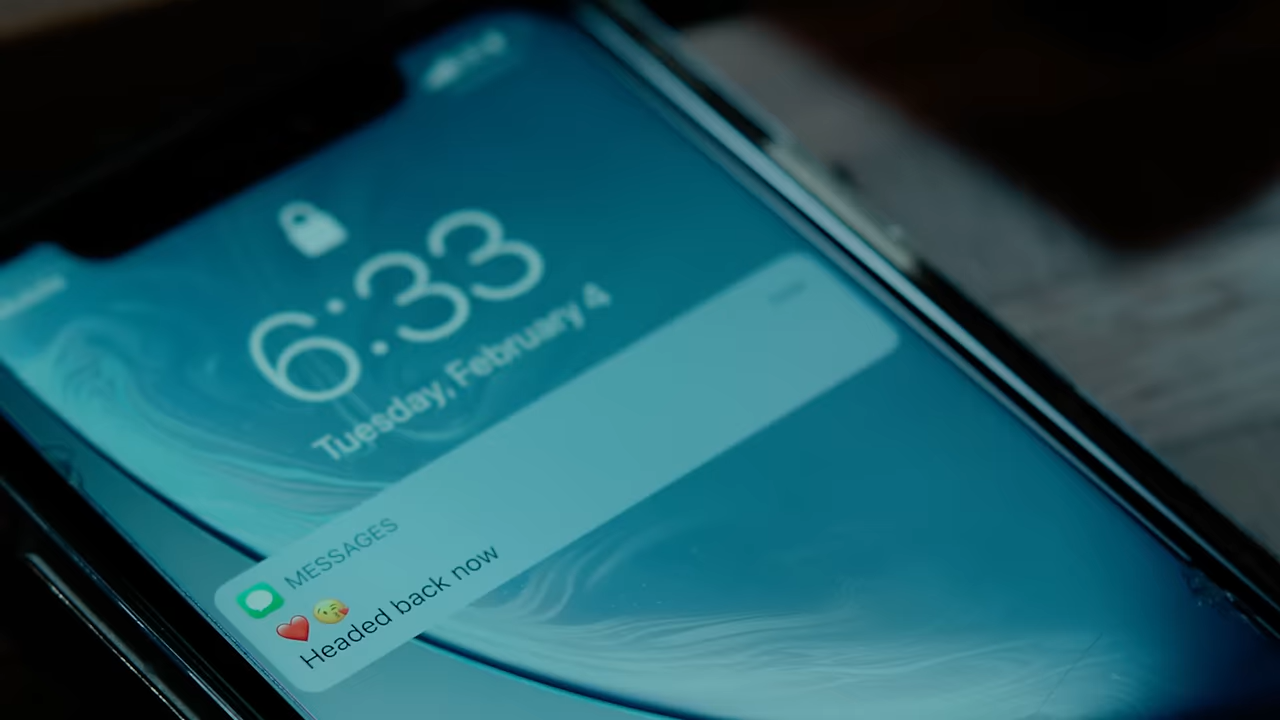 6:33
Tuesday, February 4
MESSAGES
❤️😘
Headed back now